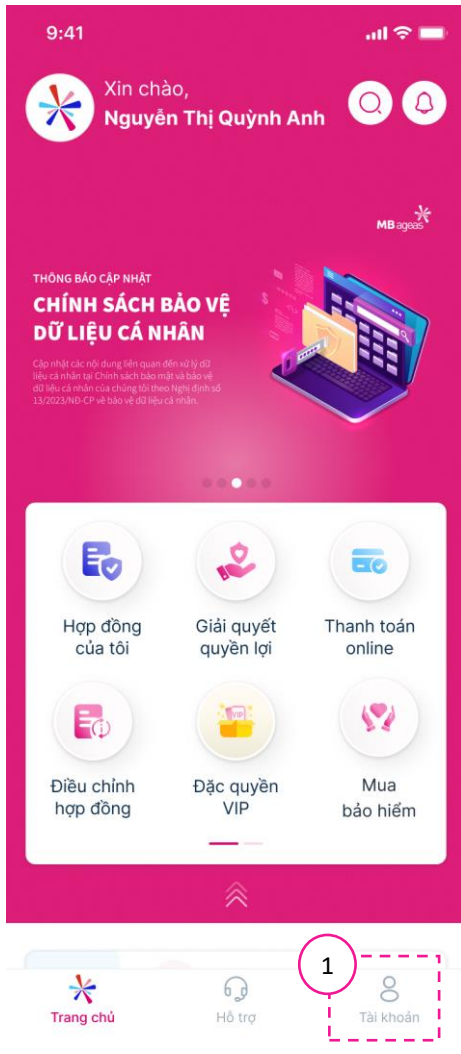 9:41
Xin chào,
Nguyễn Thị Quỳnh Anh
MB ageas
THÔNG BÁO CẬP NHẬT
CHÍNH SÁCH BẢO VỆ
DỮ LIỆU CÁ NHÂN
Cập nhật các nội dung liên quan đến xử lý dữ
liệu cá nhân tại Chính sách bảo mật và bảo vệ
dữ liệu cá nhân của chúng tôi theo Nghị định số
13/2023/NĐ-CP về bảo vệ dữ liệu cá nhân.
Hợp đồng
của tôi
Giải quyết
quyền lợi
Thanh toán
online
VIP
Điều chỉnh
hợp đồng
Đặc quyền
VIP
Mua
bảo hiểm
1
Trang chủ
Hỗ trợ
Tài khoản